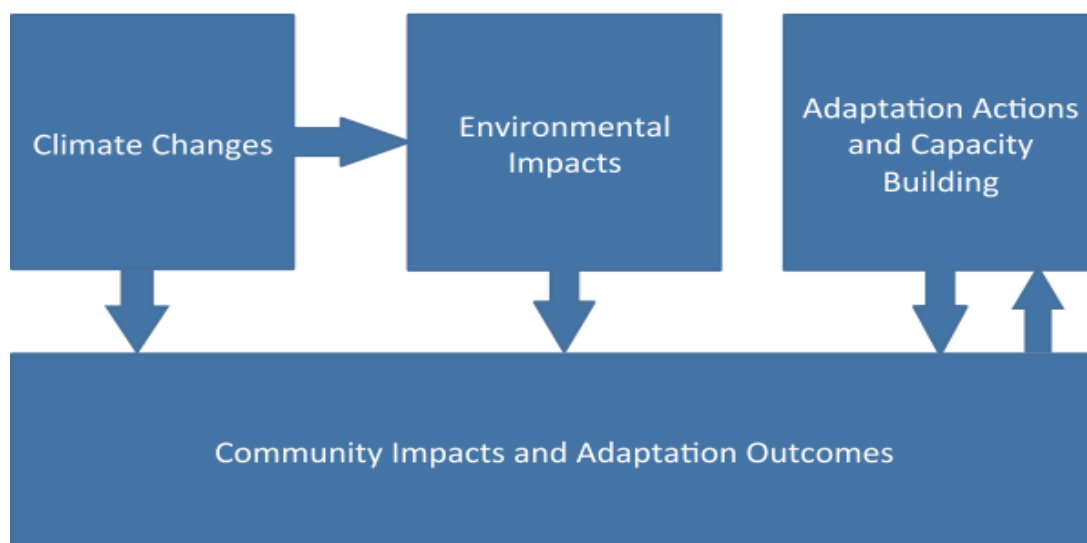 Climate Changes
Environmental
Impacts
Adaptation Actions
and Capacity
Building
Community Impacts and Adaptation Outcomes